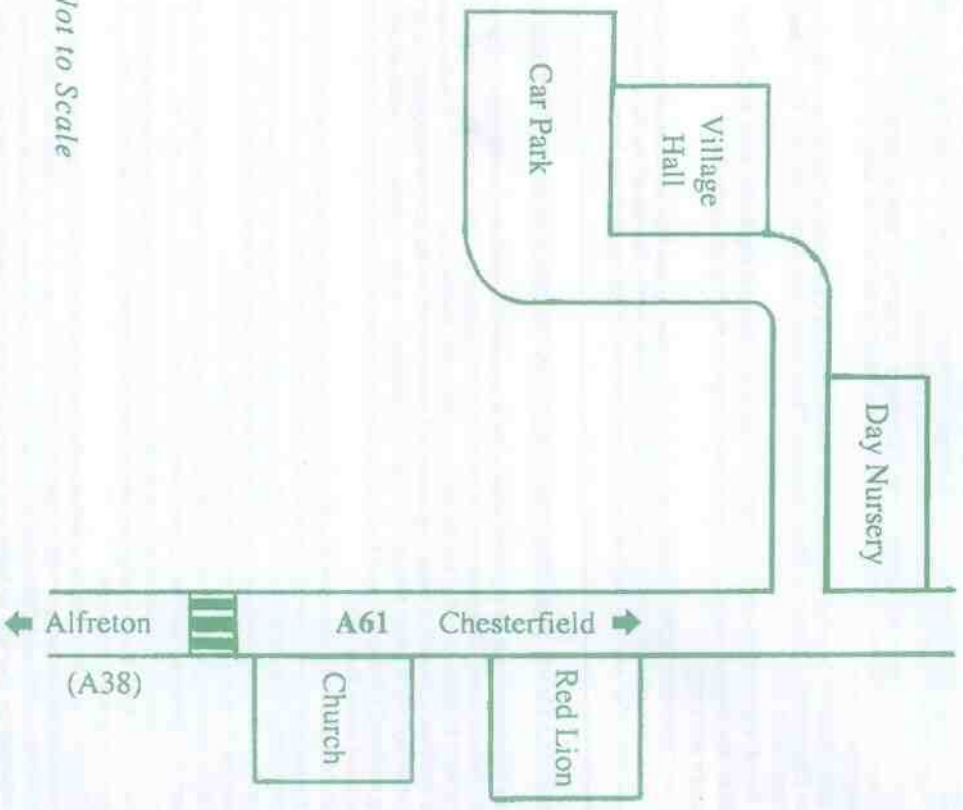 Not to Scale
Car Park
Village
Hall
Day Nursery
Alfreton
A61
Chesterfield
(A38)
Church
Red Lion